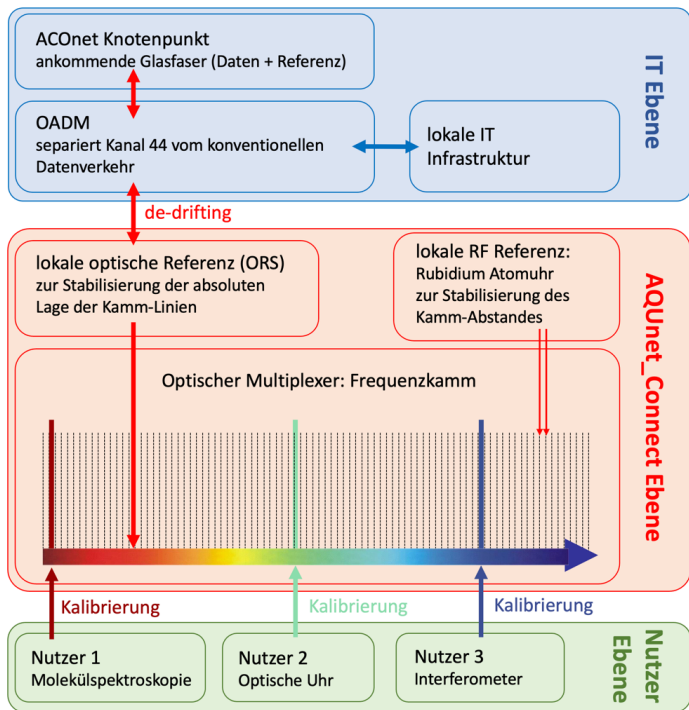 ACOnet Knotenpunkt
ankommende Glasfaser (Daten + Referenz)
OADM
separiert Kanal 44 vom konventionellen
Datenverkehr
lokale IT
Infrastruktur
IT Ebene
de-drifting
lokale optische Referenz (ORS)
zur Stabilisierung der absoluten
Lage der Kamm-Linien
lokale RF Referenz:
Rubidium Atomuhr
zur Stabilisierung des
Kamm-Abstandes
Optischer Multiplexer: Frequenzkamm
AQUnet_Connect Ebene
Kalibrierung
Kalibrierung
Kalibrierung
Nutzer 1
Molekülspektroskopie
Nutzer 2
Optische Uhr
Nutzer 3
Interferometer
Nutzer
Ebene